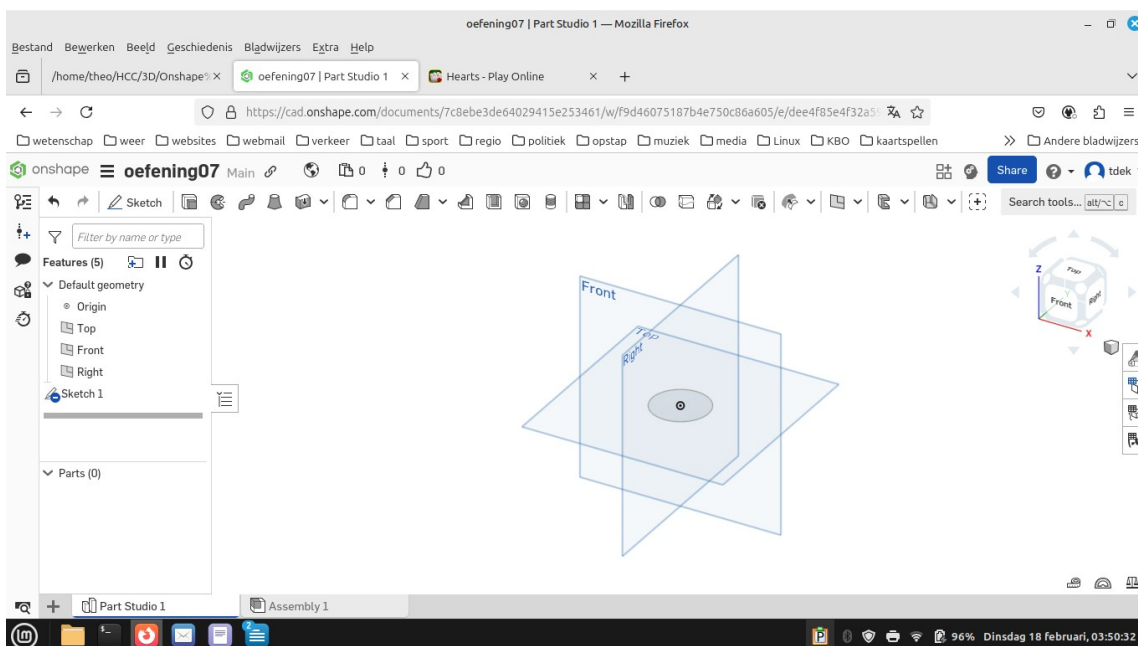 oefening07 | Part Studio 1 — Mozilla Firefox
Bestand Bewerken Beeld Geschiedenis Bladwijzers Extra Help
/home/theo/HCC/3D/Onshape% oefening07 | Part Studio 1 Hearts - Play Online
https://cad.onshape.com/documents/7c8ebe3de64029415e253461/w/f9d46075187b4e750c86a605/e/dee4f85e4f32a5
wetenschap weer websites webmail verkeer taal sport regio politiek opstap muziek media Linux KBO kaartspellen Andere bladwijzers
onshape oefening07 Main 0 0 0 Share tdek
Sketch Search tools... alt/⌥ c
Filter by name or type
Features (5)
Default geometry
Origin
Top
Front
Right
Sketch 1
Parts (0)
Front
Top
Right
Z
Top
Y
Front
Right
X
Part Studio 1 Assembly 1
2 96% Dinsdag 18 februari, 03:50:32